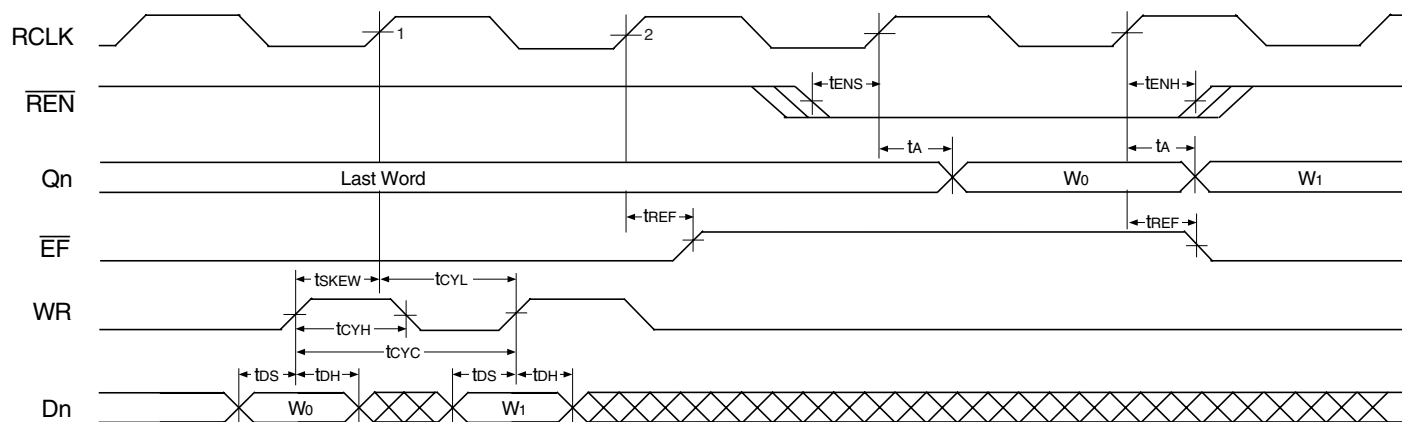 RCLK
1
2
tENS
tENH
REN
tA
tA
Qn
Last Word
W0
W1
tREF
tREF
EF
tSKEW
tCYL
WR
tCYH
tCYC
tDS
tDH
tDS
tDH
Dn
W0
W1